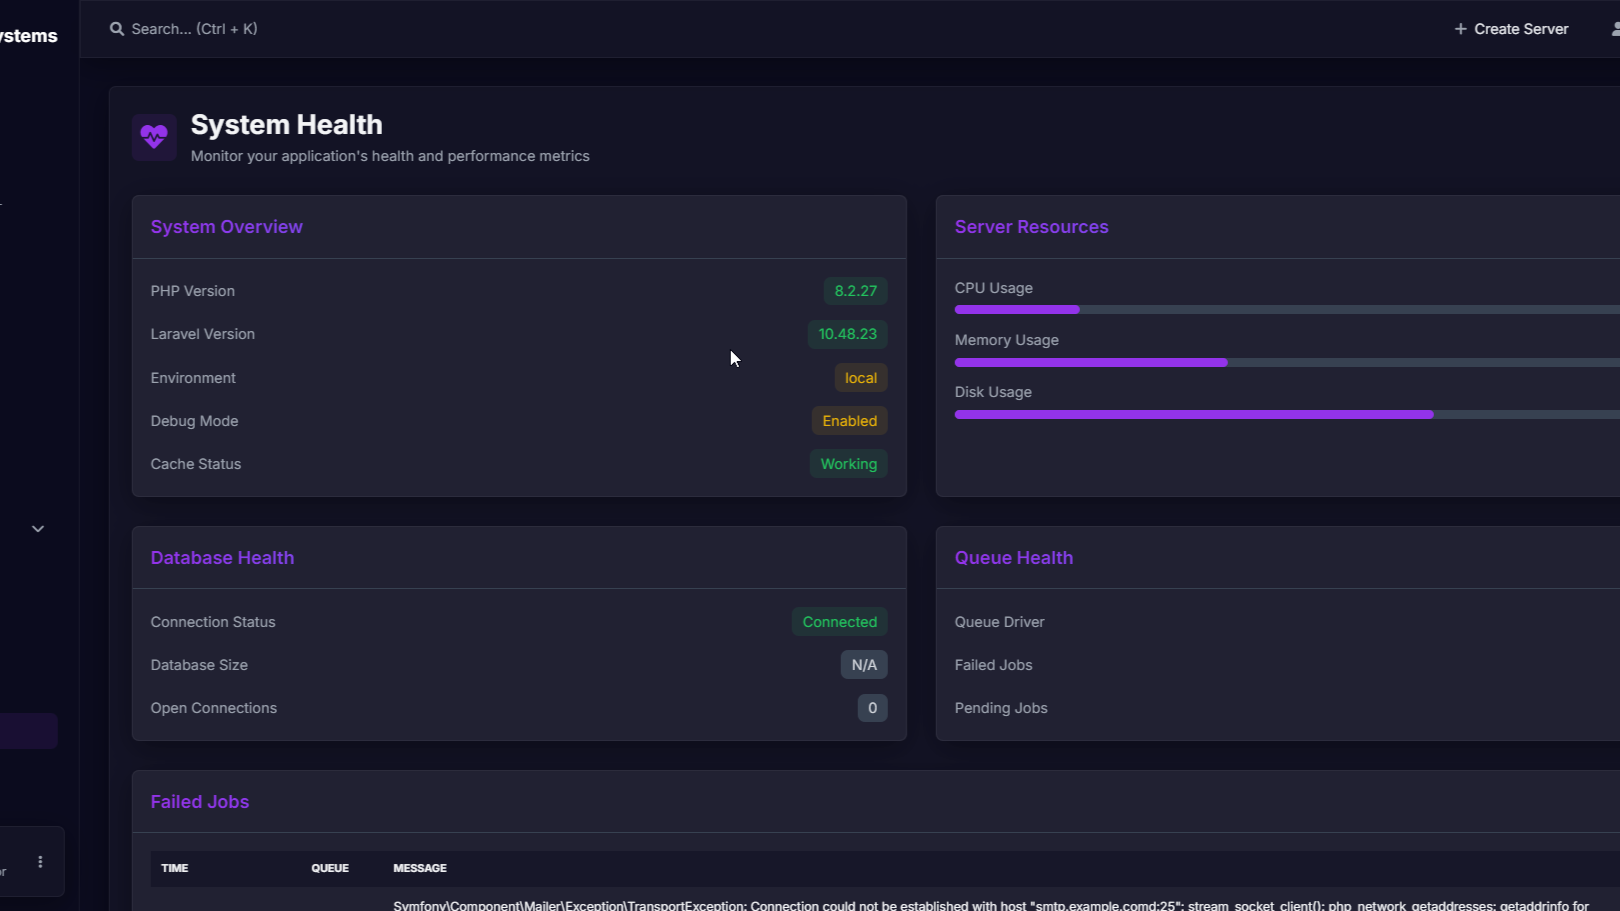 ystems
Search... (Ctrl + K)
+ Create Server
System Health
Monitor your application's health and performance metrics
System Overview
PHP Version 8.2.27
Laravel Version 10.48.23
Environment local
Debug Mode Enabled
Cache Status Working
Server Resources
CPU Usage
Memory Usage
Disk Usage
Database Health
Connection Status Connected
Database Size N/A
Open Connections 0
Queue Health
Queue Driver
Failed Jobs
Pending Jobs
Failed Jobs
TIME QUEUE MESSAGE
Symfony\Component\Mailer\Exception\TransportException: Connection could not be established with host "smtp.example.comd:25": stream_socket_client(): php_network_getaddresses: getaddrinfo for
or